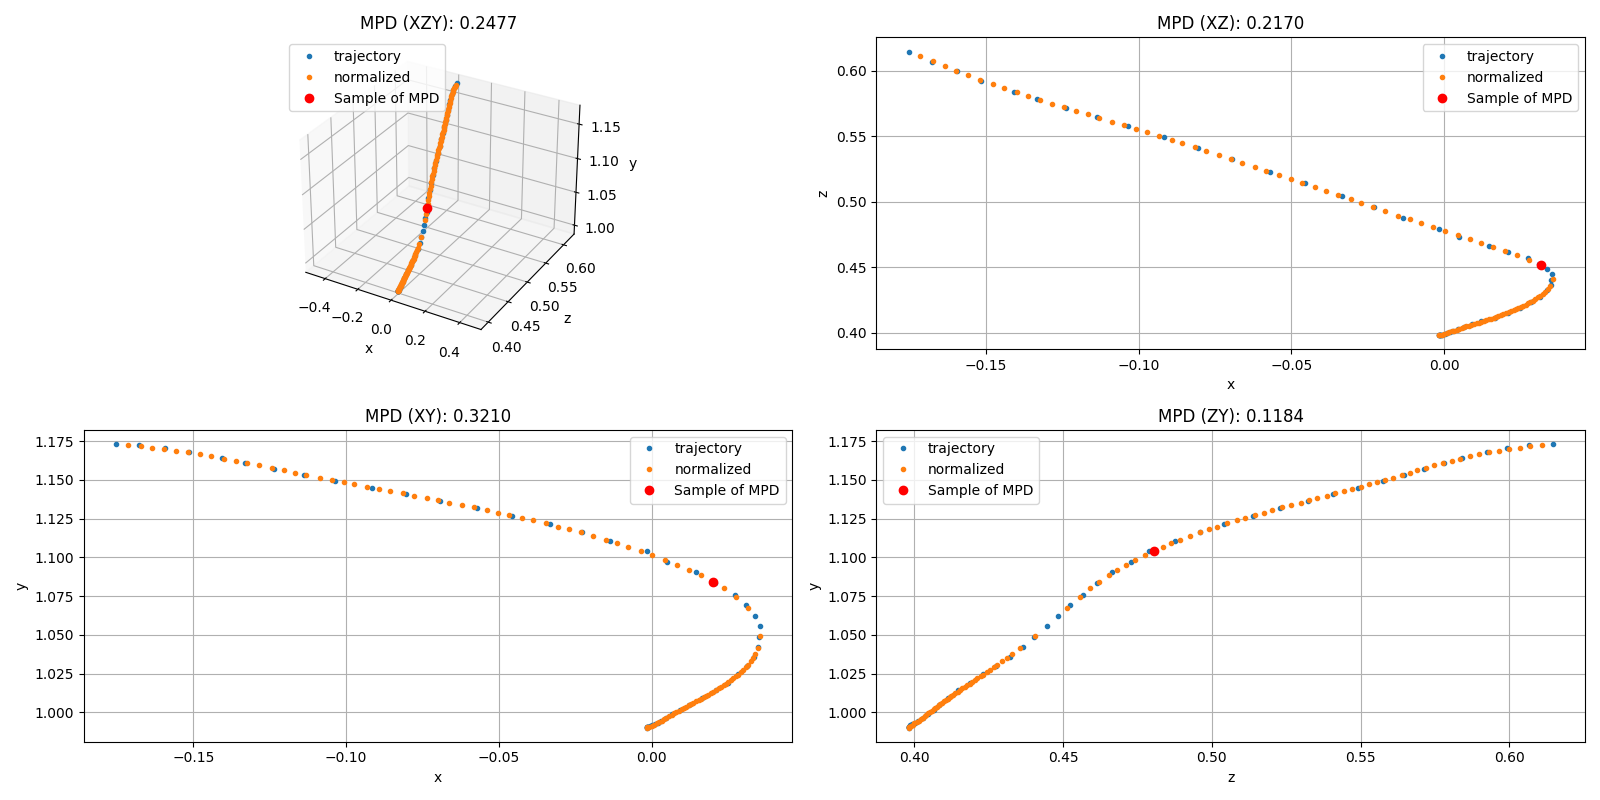 MPD (XZY): 0.2477
trajectory
normalized
Sample of MPD
1.15
1.10
1.05
1.00
y
0.60
0.55
0.50
0.45
0.40
z
−0.4
−0.2
0.0
0.2
0.4
x
MPD (XZ): 0.2170
trajectory
normalized
Sample of MPD
0.60
0.55
0.50
0.45
0.40
z
−0.15
−0.10
−0.05
0.00
x
MPD (XY): 0.3210
trajectory
normalized
Sample of MPD
1.175
1.150
1.125
1.100
1.075
1.050
1.025
1.000
y
−0.15
−0.10
−0.05
0.00
x
MPD (ZY): 0.1184
trajectory
normalized
Sample of MPD
1.175
1.150
1.125
1.100
1.075
1.050
1.025
1.000
y
0.40
0.45
0.50
0.55
0.60
z